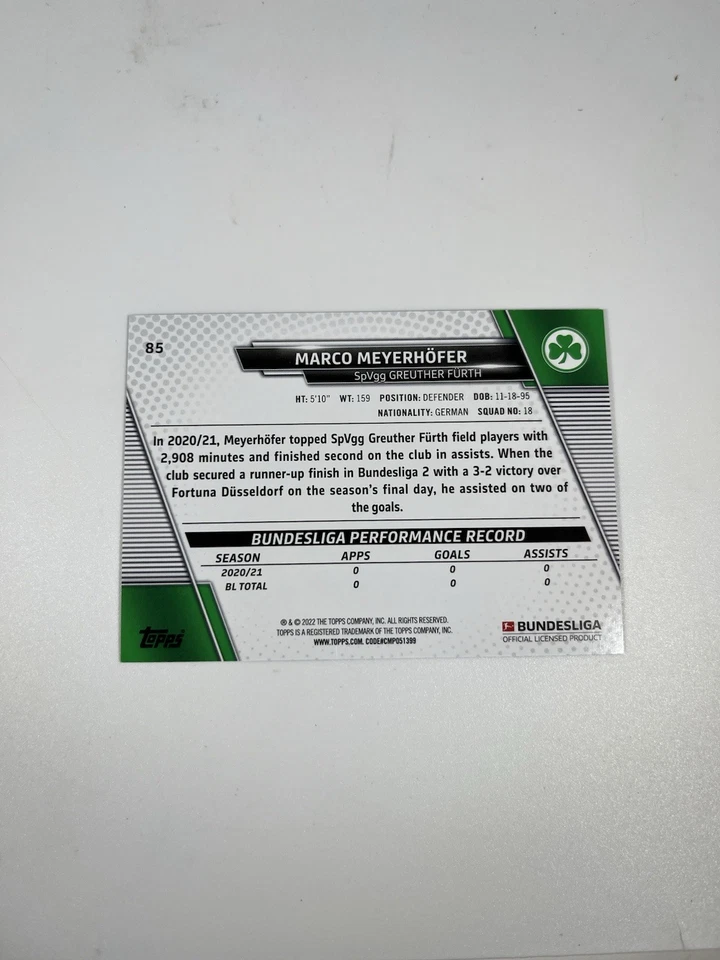 85
MARCO MEYERHÖFER
SpVgg GREUTHER FÜRTH
HT: 5'10" WT: 159 POSITION: DEFENDER DOB: 11-18-95
NATIONALITY: GERMAN SQUAD NO: 18
In 2020/21, Meyerhöfer topped SpVgg Greuther Fürth field players with
2,908 minutes and finished second on the club in assists. When the
club secured a runner-up finish in Bundesliga 2 with a 3-2 victory over
Fortuna Düsseldorf on the season's final day, he assisted on two of
the goals.
BUNDESLIGA PERFORMANCE RECORD
SEASON APPS GOALS ASSISTS
2020/21 0 0 0
BL TOTAL 0 0 0
® & © 2022 THE TOPPS COMPANY, INC. ALL RIGHTS RESERVED.
TOPPS IS A REGISTERED TRADEMARK OF THE TOPPS COMPANY, INC.
WWW.TOPPS.COM. CODE#CMP051399
topps
BUNDESLIGA
OFFICIAL LICENSED PRODUCT